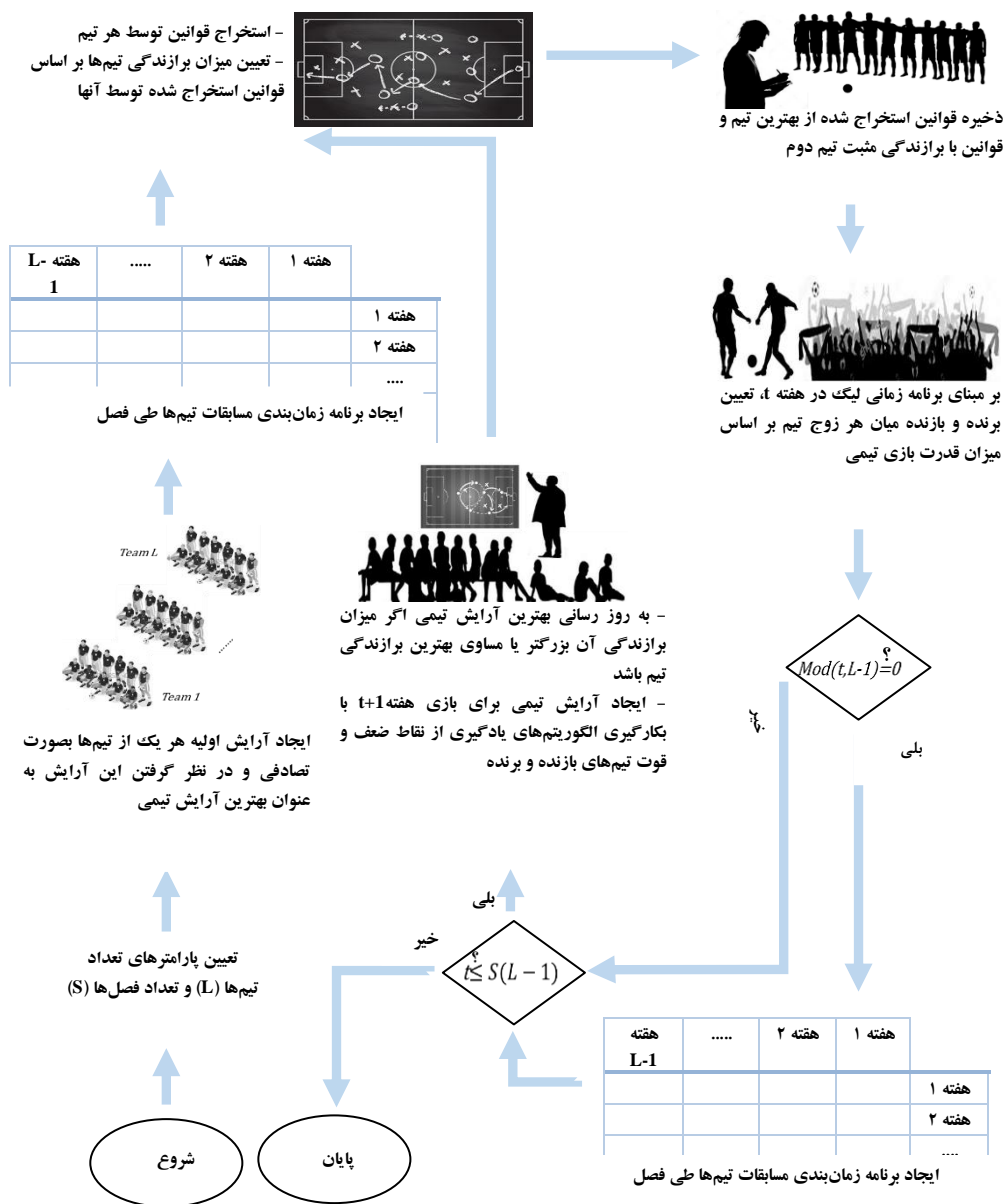 - استخراج قوانین توسط هر تیم
- تعیین میزان برازندگی تیم‌ها بر اساس
قوانین استخراج شده توسط آنها
ذخیره قوانین استخراج شده از بهترین تیم و
قوانین با برازندگی مثبت تیم دوم
هفته ۱
هفته ۲
.....
هفته L-
1
هفته ۱
هفته ۲
....
ایجاد برنامه زمان‌بندی مسابقات تیم‌ها طی فصل
بر مبنای برنامه زمانی لیگ در هفته t، تعیین
برنده و بازنده میان هر زوج تیم بر اساس
میزان قدرت بازی تیمی
Team L
.......
Team 1
ایجاد آرایش اولیه هر یک از تیم‌ها بصورت
تصادفی و در نظر گرفتن این آرایش به
عنوان بهترین آرایش تیمی
- به روز رسانی بهترین آرایش تیمی اگر میزان
برازندگی آن بزرگتر یا مساوی بهترین برازندگی
تیم باشد
- ایجاد آرایش تیمی برای بازی هفته t+1 با
بکارگیری الگوریتم‌های یادگیری از نقاط ضعف و
قوت تیم‌های بازنده و برنده
؟
Mod(t,L-1)=0
خیر
بلی
بلی
خیر
؟
t≤ S(L − 1)
تعیین پارامترهای تعداد
تیم‌ها (L) و تعداد فصل‌ها (S)
هفته ۱
هفته ۲
.....
هفته
L-1
هفته ۱
هفته ۲
....
ایجاد برنامه زمان‌بندی مسابقات تیم‌ها طی فصل
شروع
پایان